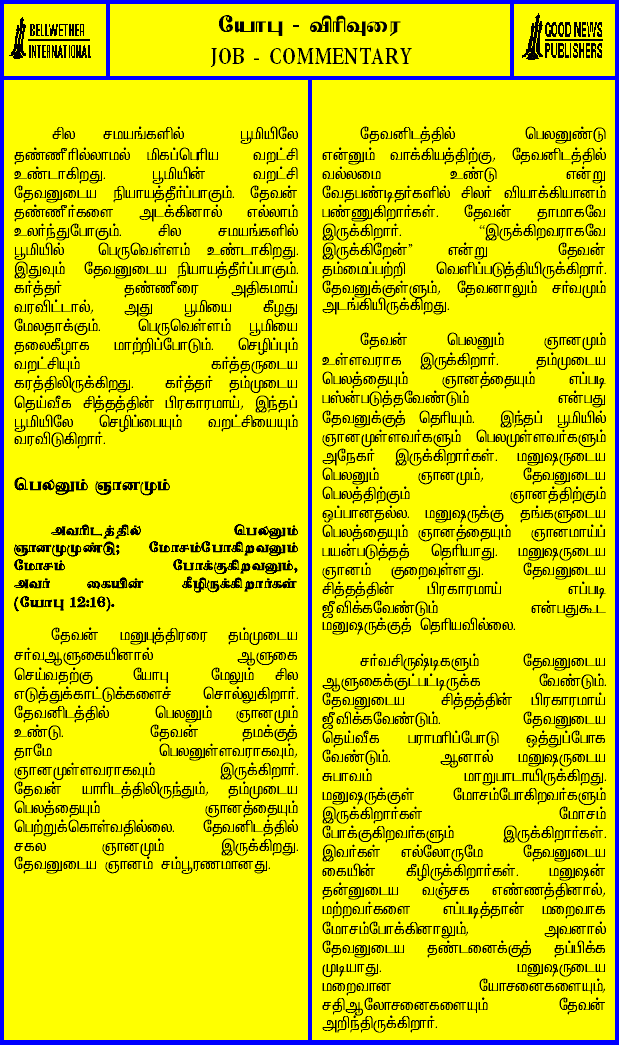 BELLWETHER
INTERNATIONAL
யோபு - விரிவுரை
JOB - COMMENTARY
GOOD NEWS
PUBLISHERS
சில சமயங்களில் பூமியிலே
தண்ணீரில்லாமல் மிகப்பெரிய வறட்சி
உண்டாகிறது. பூமியின் வறட்சி
தேவனுடைய நியாயத்தீர்ப்பாகும். தேவன்
தண்ணீர்களை அடக்கினால் எல்லாம்
உலர்ந்துபோகும். சில சமயங்களில்
பூமியில் பெருவெள்ளம் உண்டாகிறது.
இதுவும் தேவனுடைய நியாயத்தீர்ப்பாகும்.
கர்த்தர் தண்ணீரை அதிகமாய்
வரவிட்டால், அது பூமியை கீழது
மேலதாக்கும். பெருவெள்ளம் பூமியை
தலைகீழாக மாற்றிப்போடும். செழிப்பும்
வறட்சியும் கர்த்தருடைய
கரத்திலிருக்கிறது. கர்த்தர் தம்முடைய
தெய்வீக சித்தத்தின் பிரகாரமாய், இந்தப்
பூமியிலே செழிப்பையும் வறட்சியையும்
வரவிடுகிறார்.
பெலனும் ஞானமும்
அவரிடத்தில் பெலனும்
ஞானமுமுண்டு; மோசம்போகிறவனும்
மோசம் போக்குகிறவனும்,
அவர் கையின் கீழிருக்கிறார்கள்
(யோபு 12:16).
தேவன் மனுபுத்திரரை தம்முடைய
சர்வஆளுகையினால் ஆளுகை
செய்வதற்கு யோபு மேலும் சில
எடுத்துக்காட்டுக்களைச் சொல்லுகிறார்.
தேவனிடத்தில் பெலனும் ஞானமும்
உண்டு. தேவன் தமக்குத்
தாமே பெலனுள்ளவராகவும்,
ஞானமுள்ளவராகவும் இருக்கிறார்.
தேவன் யாரிடத்திலிருந்தும், தம்முடைய
பெலத்தையும் ஞானத்தையும்
பெற்றுக்கொள்வதில்லை. தேவனிடத்தில்
சகல ஞானமும் இருக்கிறது.
தேவனுடைய ஞானம் சம்பூரணமானது.
தேவனிடத்தில் பெலனுண்டு
என்னும் வாக்கியத்திற்கு, தேவனிடத்தில்
வல்லமை உண்டு என்று
வேதபண்டிதர்களில் சிலர் வியாக்கியானம்
பண்ணுகிறார்கள். தேவன் தாமாகவே
இருக்கிறார். “இருக்கிறவராகவே
இருக்கிறேன்” என்று தேவன்
தம்மைப்பற்றி வெளிப்படுத்தியிருக்கிறார்.
தேவனுக்குள்ளும், தேவனாலும் சர்வமும்
அடங்கியிருக்கிறது.
தேவன் பெலனும் ஞானமும்
உள்ளவராக இருக்கிறார். தம்முடைய
பெலத்தையும் ஞானத்தையும் எப்படி
பஸ்ன்படுத்தவேண்டும் என்பது
தேவனுக்குத் தெரியும். இந்தப் பூமியில்
ஞானமுள்ளவர்களும் பெலமுள்ளவர்களும்
அநேகர் இருக்கிறார்கள். மனுஷருடைய
பெலனும் ஞானமும், தேவனுடைய
பெலத்திற்கும் ஞானத்திற்கும்
ஒப்பானதல்ல. மனுஷருக்கு தங்களுடைய
பெலத்தையும் ஞானத்தையும் ஞானமாய்ப்
பயன்படுத்தத் தெரியாது. மனுஷருடைய
ஞானம் குறைவுள்ளது. தேவனுடைய
சித்தத்தின் பிரகாரமாய் எப்படி
ஜீவிக்கவேண்டும் என்பதுகூட
மனுஷருக்குத் தெரியவில்லை.
சர்வசிருஷ்டிகளும் தேவனுடைய
ஆளுகைக்குட்பட்டிருக்க வேண்டும்.
தேவனுடைய சித்தத்தின் பிரகாரமாய்
ஜீவிக்கவேண்டும். தேவனுடைய
தெய்வீக பராமரிப்போடு ஒத்துப்போக
வேண்டும். ஆனால் மனுஷருடைய
சுபாவம் மாறுபாடாயிருக்கிறது.
மனுஷருக்குள் மோசம்போகிறவர்களும்
இருக்கிறார்கள் மோசம்
போக்குகிறவர்களும் இருக்கிறார்கள்.
இவர்கள் எல்லோருமே தேவனுடைய
கையின் கீழிருக்கிறார்கள். மனுஷன்
தன்னுடைய வஞ்சக எண்ணத்தினால்,
மற்றவர்களை எப்படித்தான் மறைவாக
மோசம்போக்கினாலும், அவனால்
தேவனுடைய தண்டனைக்குத் தப்பிக்க
முடியாது. மனுஷருடைய
மறைவான யோசனைகளையும்,
சதிஆலோசனைகளையும் தேவன்
அறிந்திருக்கிறார்.